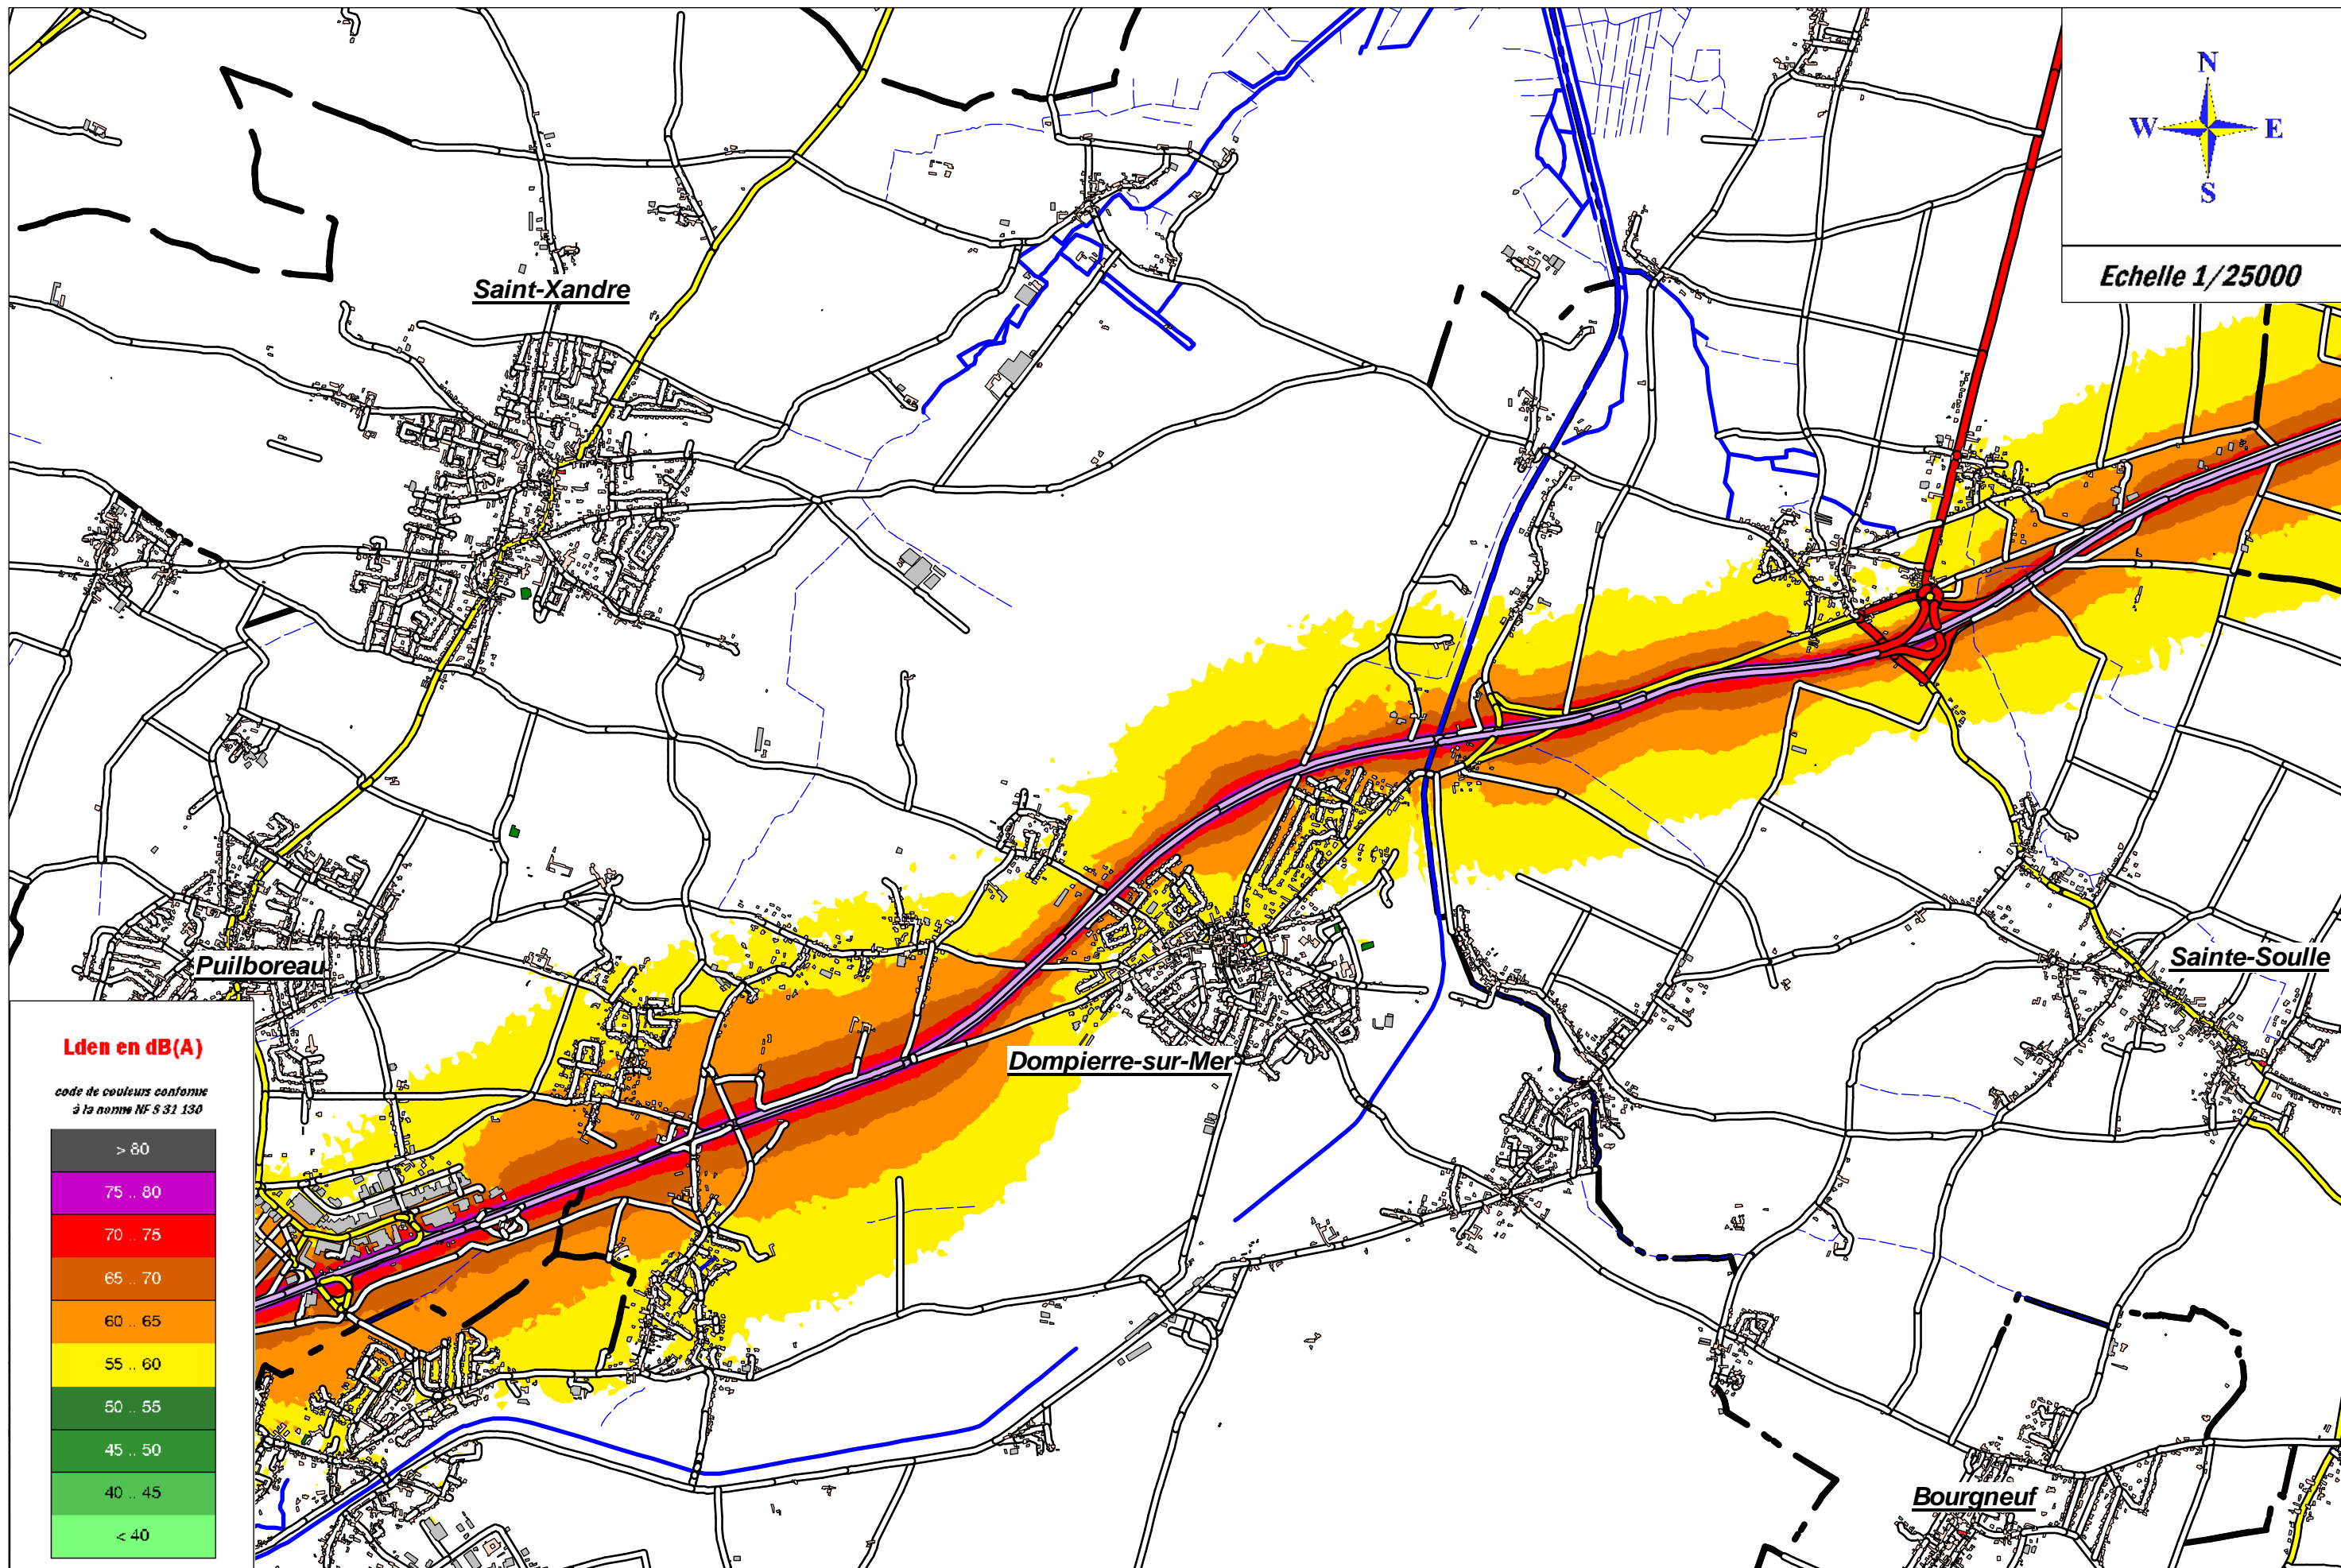 N
W E
S
Echelle 1/25000
Saint-Xandre
Puilboreau
Sainte-Soulle
Dompierre-sur-Mer
Bourgneuf
Lden en dB(A)
code de couleurs conforme
à la norme NF S 31 130
> 80
75 .. 80
70 .. 75
65 .. 70
60 .. 65
55 .. 60
50 .. 55
45 .. 50
40 .. 45
< 40